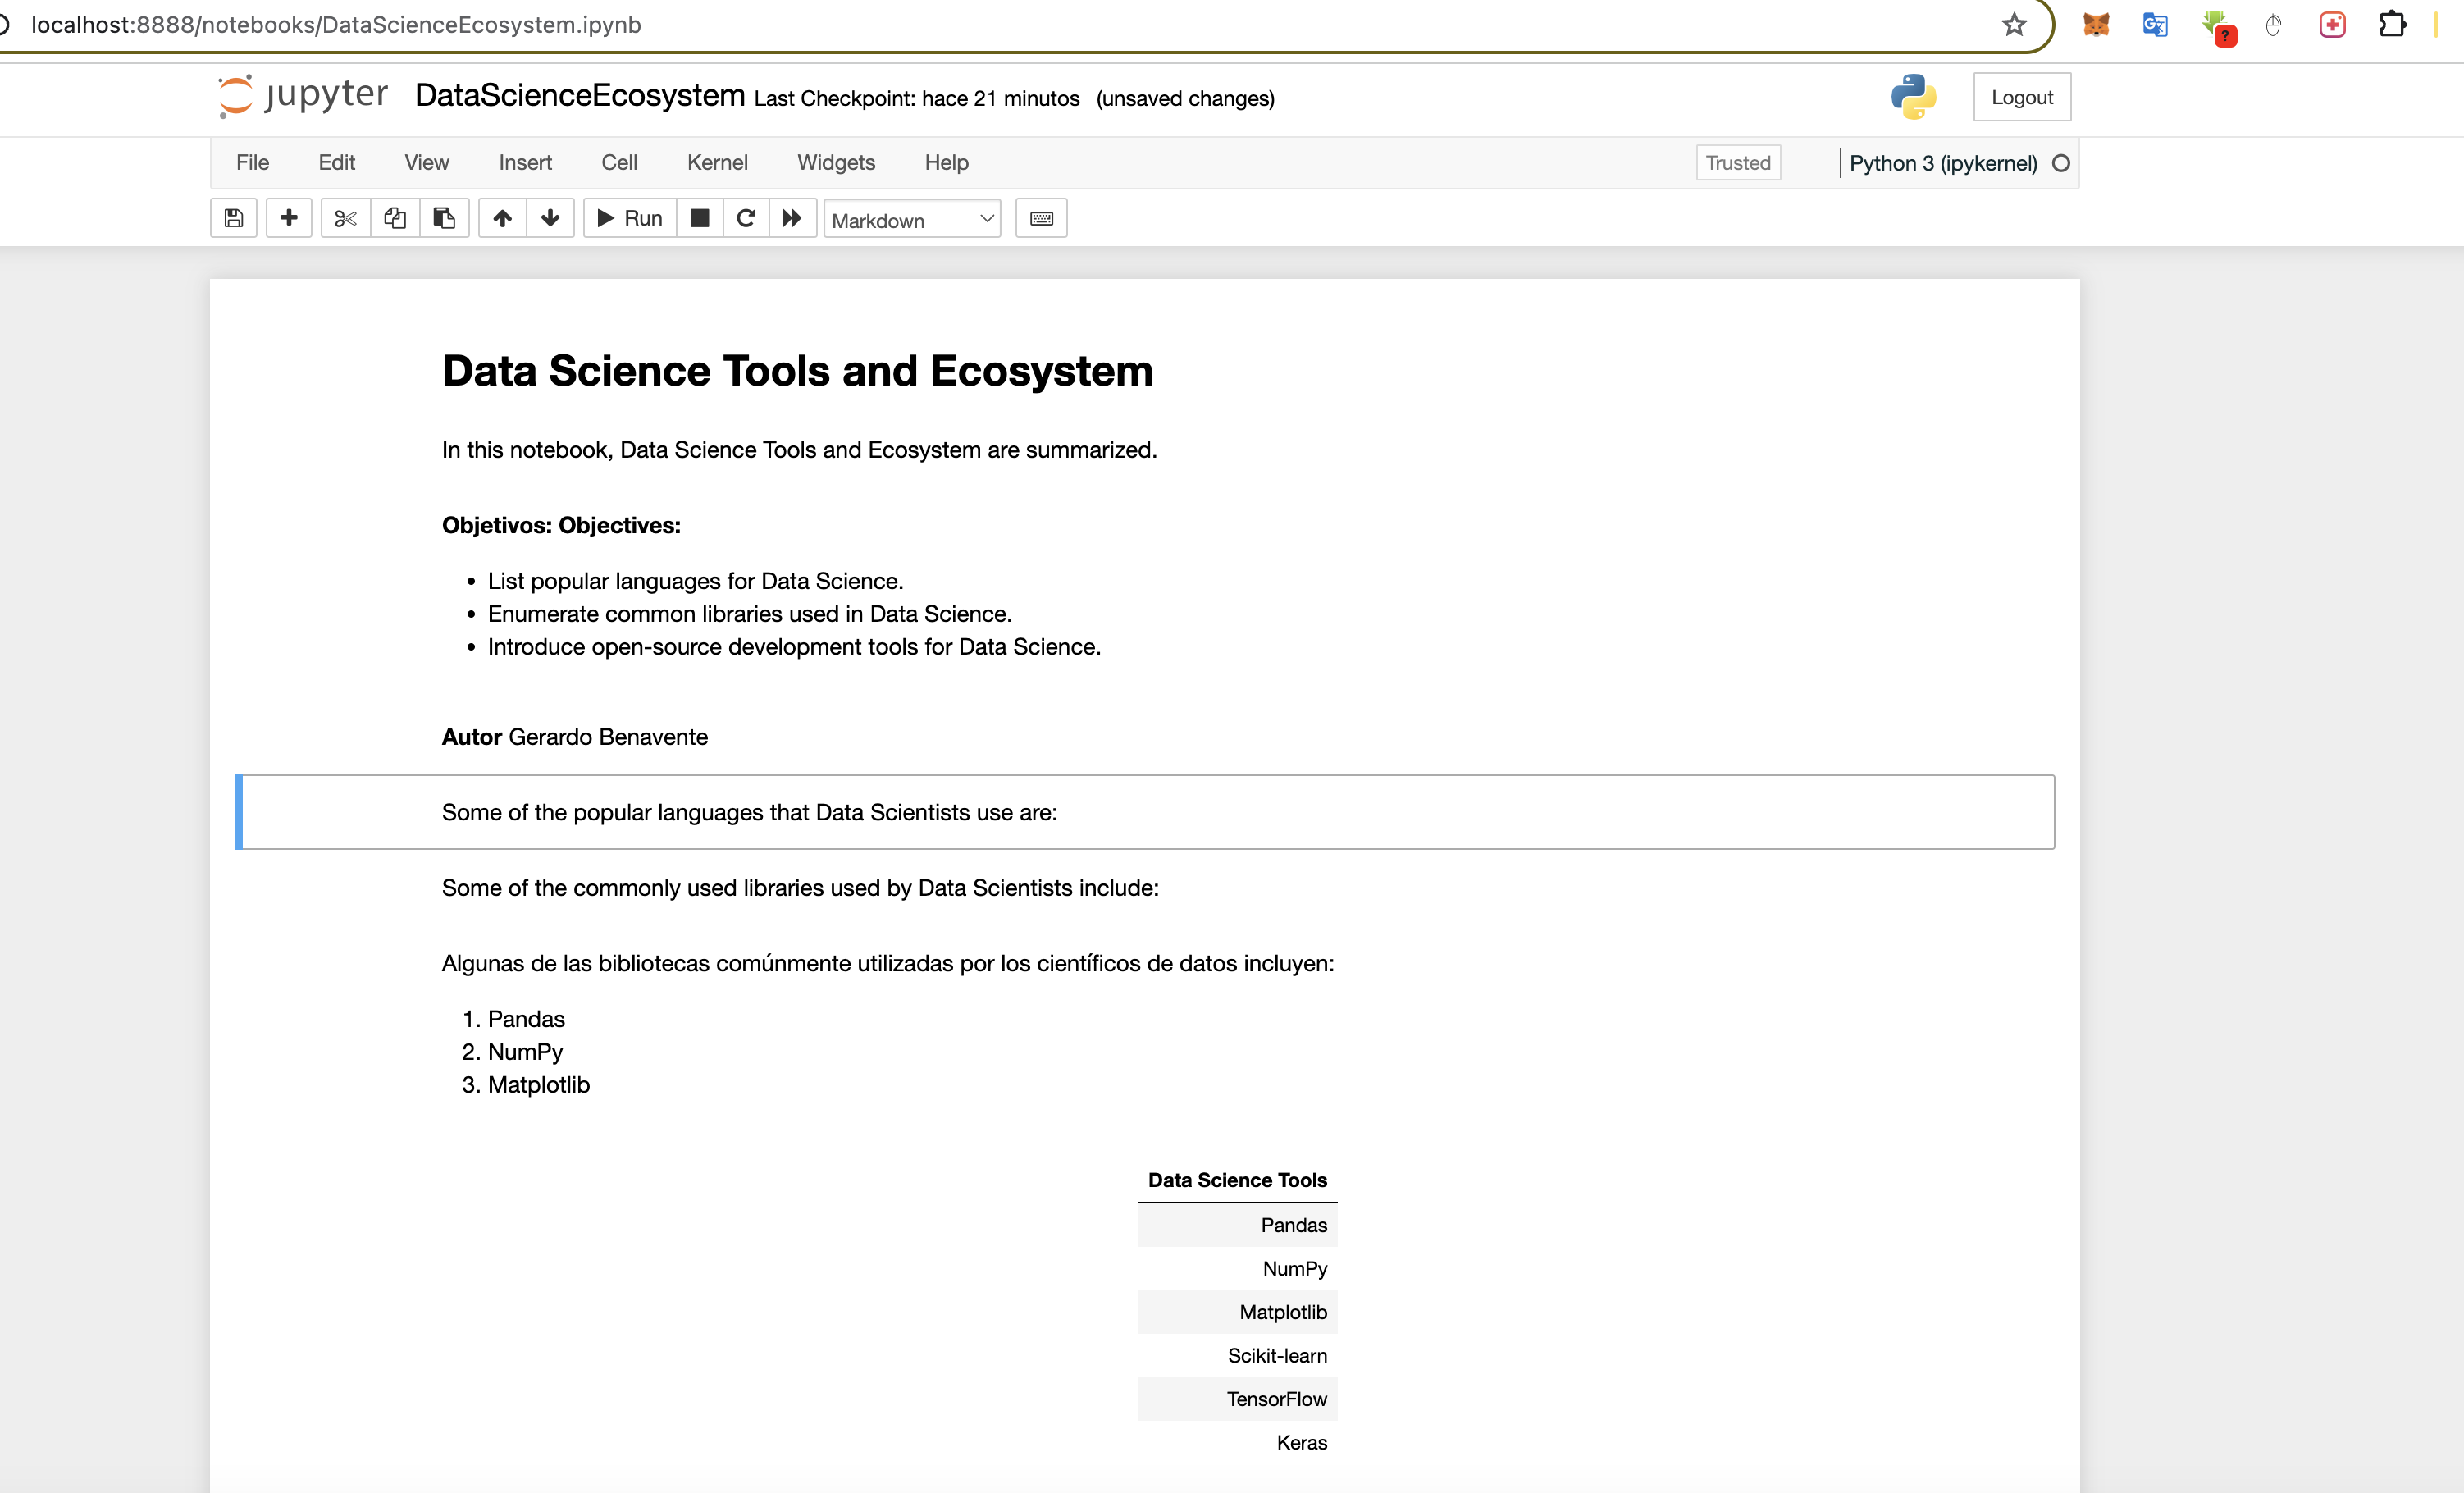 localhost:8888/notebooks/DataScienceEcosystem.ipynb
jupyter DataScienceEcosystem Last Checkpoint: hace 21 minutos (unsaved changes) Logout
File Edit View Insert Cell Kernel Widgets Help Trusted Python 3 (ipykernel)
Run Markdown
Data Science Tools and Ecosystem
In this notebook, Data Science Tools and Ecosystem are summarized.
Objetivos: Objectives:
• List popular languages for Data Science.
• Enumerate common libraries used in Data Science.
• Introduce open-source development tools for Data Science.
Autor Gerardo Benavente
Some of the popular languages that Data Scientists use are:
Some of the commonly used libraries used by Data Scientists include:
Algunas de las bibliotecas comúnmente utilizadas por los científicos de datos incluyen:
1. Pandas
2. NumPy
3. Matplotlib
Data Science Tools
Pandas
NumPy
Matplotlib
Scikit-learn
TensorFlow
Keras